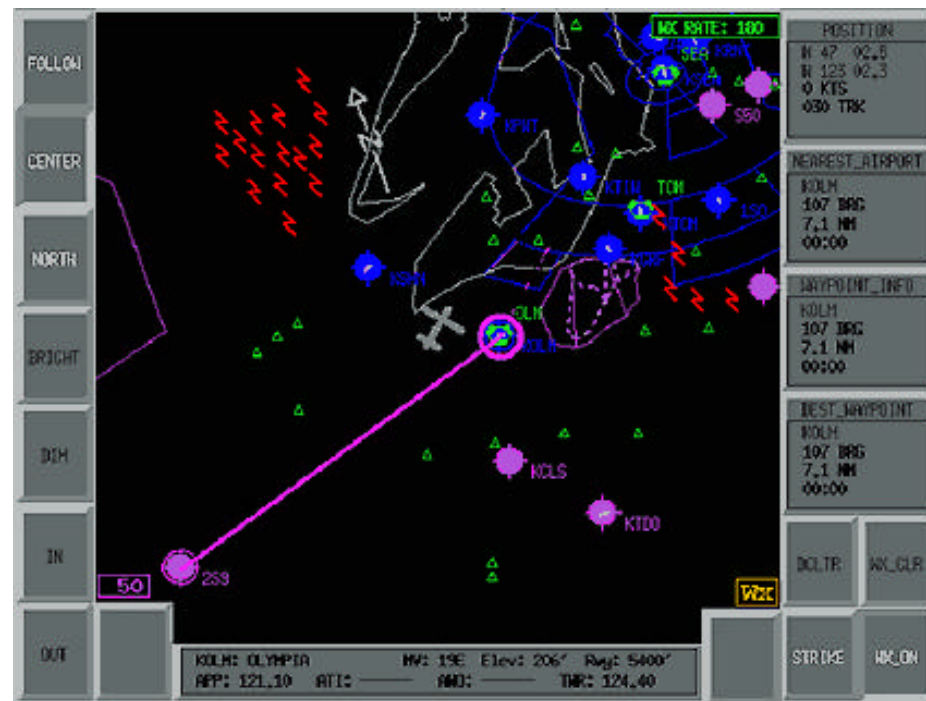 FOLLOW
CENTER
NORTH
BRIGHT
DIM
IN
OUT
WX RATE: 180
SEA
KRNT
S50
KPWT
KTIW
TCM
KTCM
1S0
KGRF
KSHN
OLM
KOLM
KCLS
KTDO
2S9
50
WX
KOLM: OLYMPIA MV: 19E Elev: 206' Rwy: 5400'
APP: 121.10 ATI: ——— AWO: ——— TWR: 124.40
POSITION
N 47 02.5
W 123 02.3
0 KTS
030 TRK
NEAREST_AIRPORT
KOLM
107 BRG
7.1 NM
00:00
WAYPOINT_INFO
KOLM
107 BRG
7.1 NM
00:00
DEST_WAYPOINT
KOLM
107 BRG
7.1 NM
00:00
DCLTR
WX_CLR
STRIKE
WX_ON